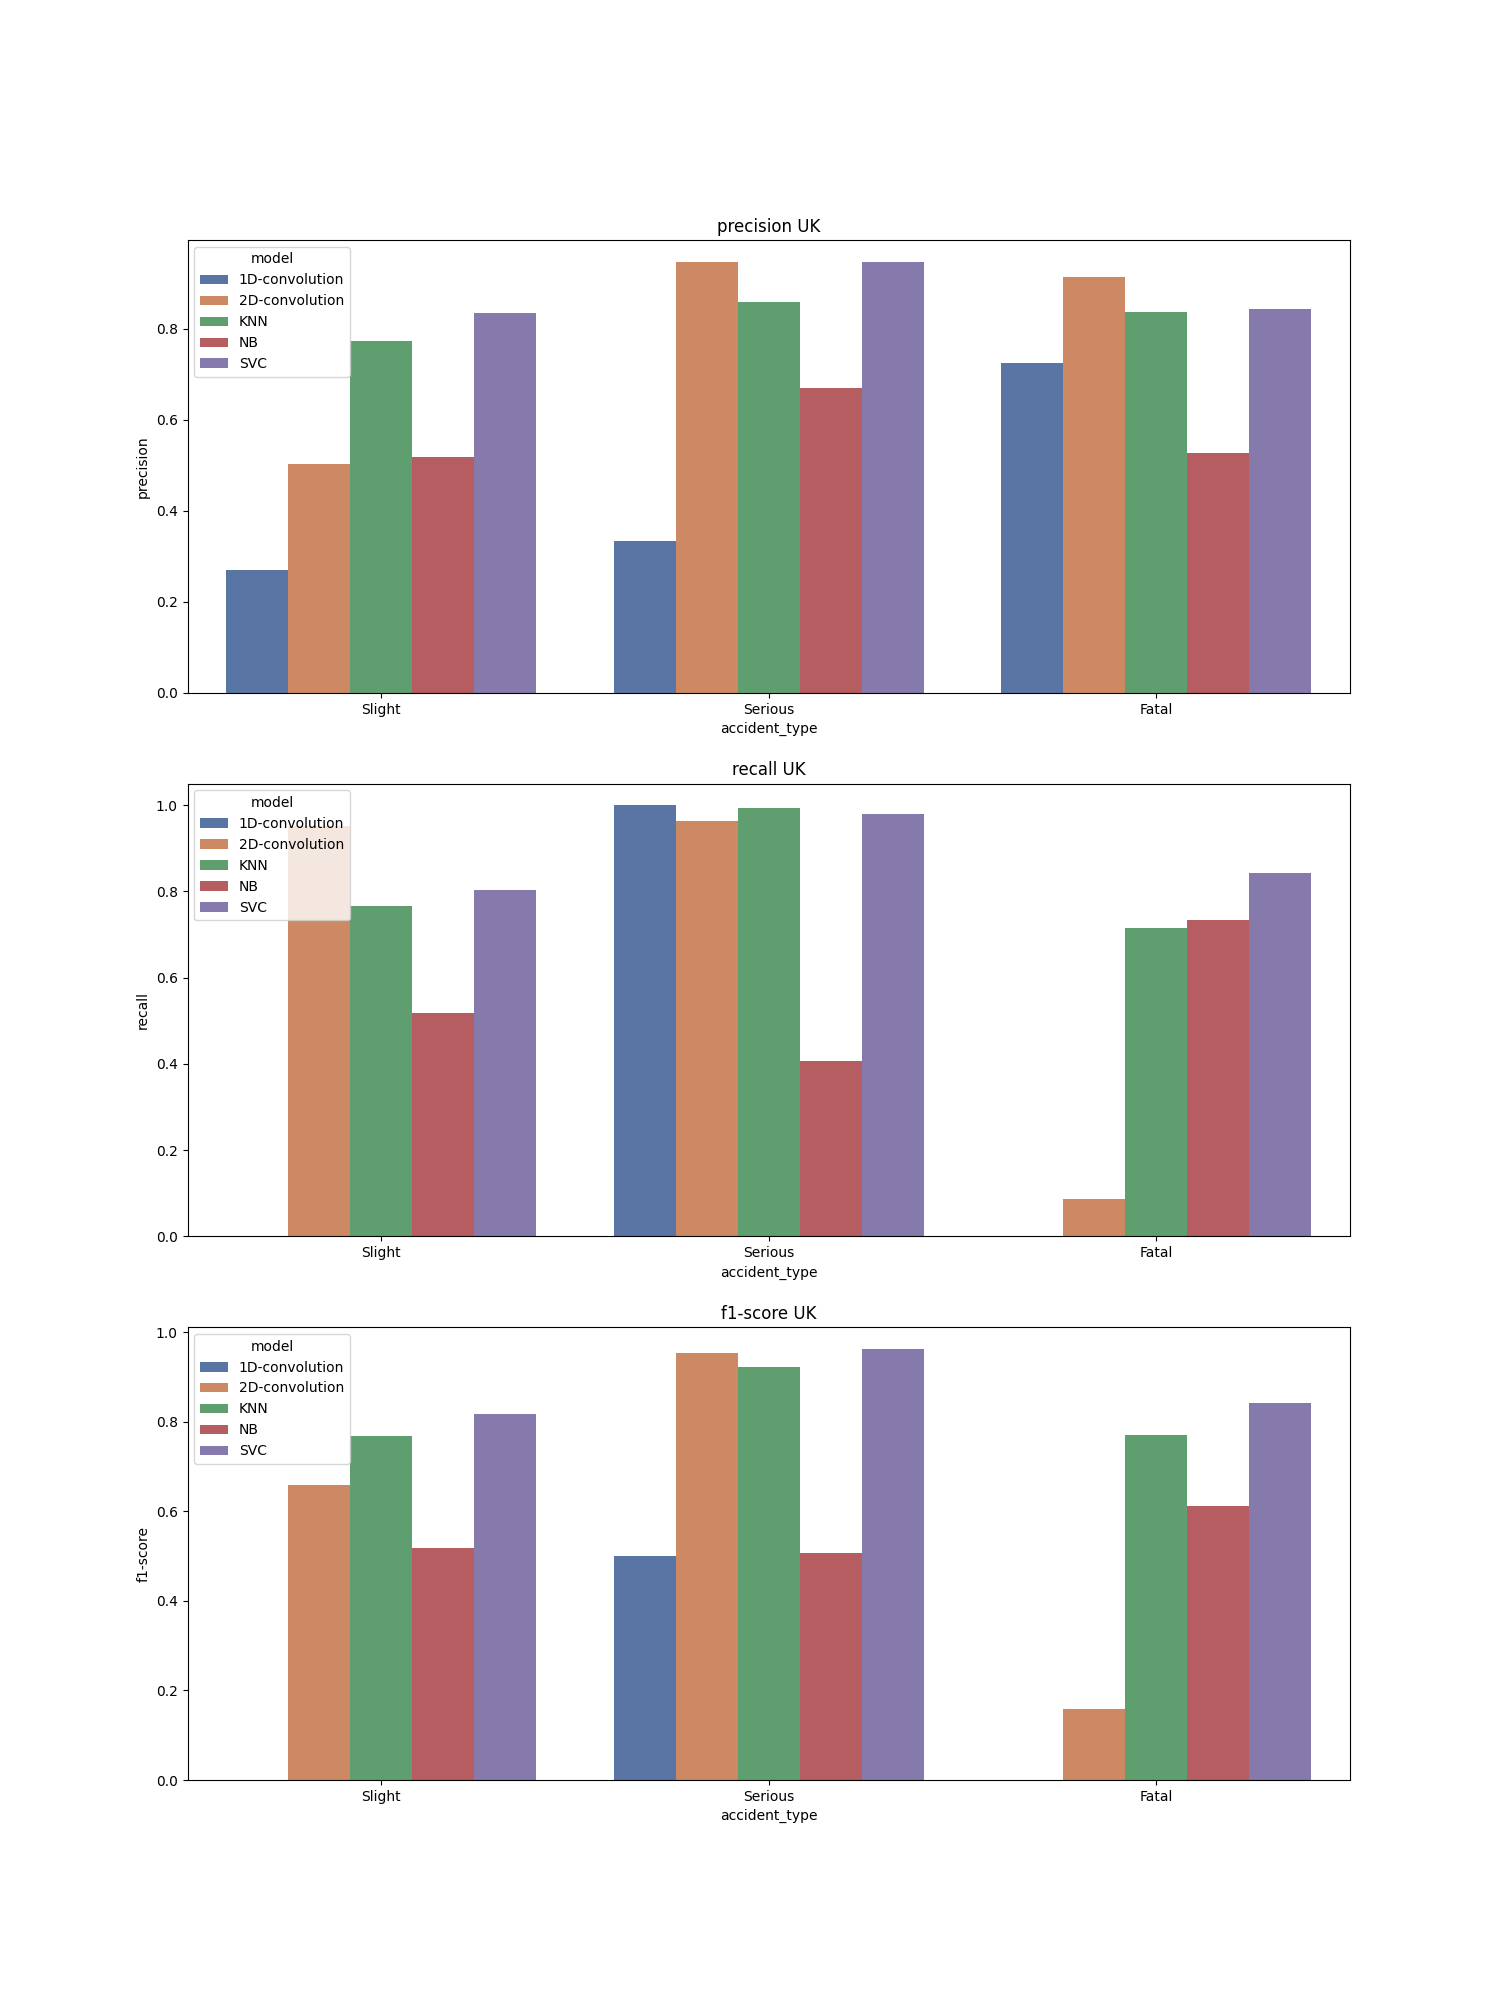 precision UK
model
1D-convolution
2D-convolution
KNN
NB
SVC
0.8
0.6
0.4
0.2
0.0
precision
Slight Serious Fatal
accident_type
recall UK
model
1D-convolution
2D-convolution
KNN
NB
SVC
1.0
0.8
0.6
0.4
0.2
0.0
recall
Slight Serious Fatal
accident_type
f1-score UK
model
1D-convolution
2D-convolution
KNN
NB
SVC
1.0
0.8
0.6
0.4
0.2
0.0
f1-score
Slight Serious Fatal
accident_type